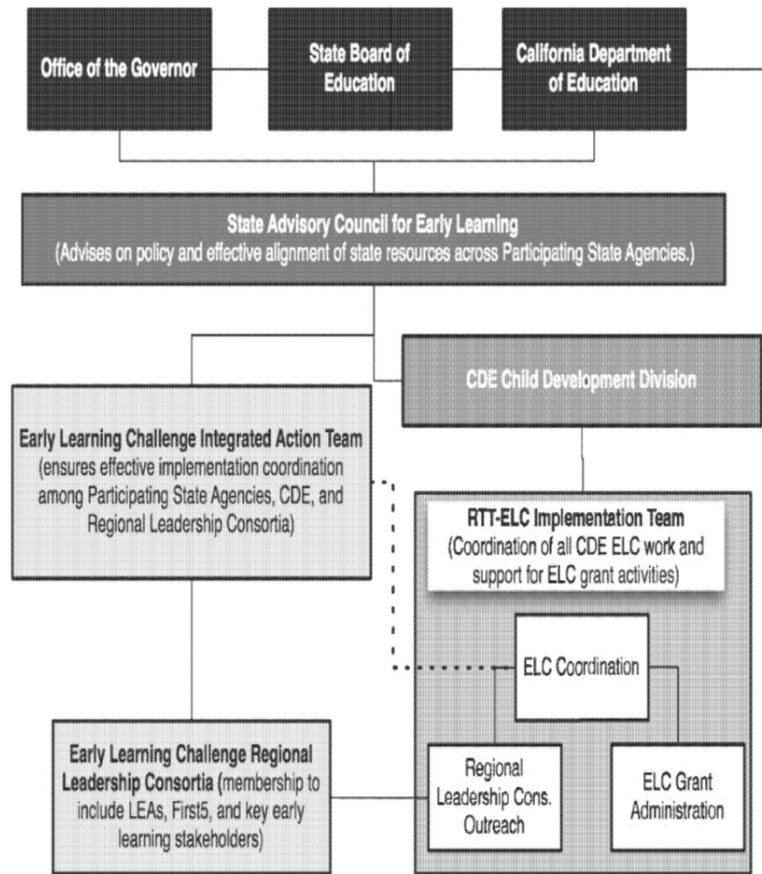 Office of the Governor
State Board of
Education
California Department
of Education
State Advisory Council for Early Learning
(Advises on policy and effective alignment of state resources across Participating State Agencies.)
CDE Child Development Division
Early Learning Challenge Integrated Action Team
(ensures effective implementation coordination
among Participating State Agencies, CDE, and
Regional Leadership Consortia)
RTT-ELC Implementation Team
(Coordination of all CDE ELC work and
support for ELC grant activities)
ELC Coordination
Early Learning Challenge Regional
Leadership Consortia (membership to
include LEAs, First5, and key early
learning stakeholders)
Regional
Leadership Cons.
Outreach
ELC Grant
Administration